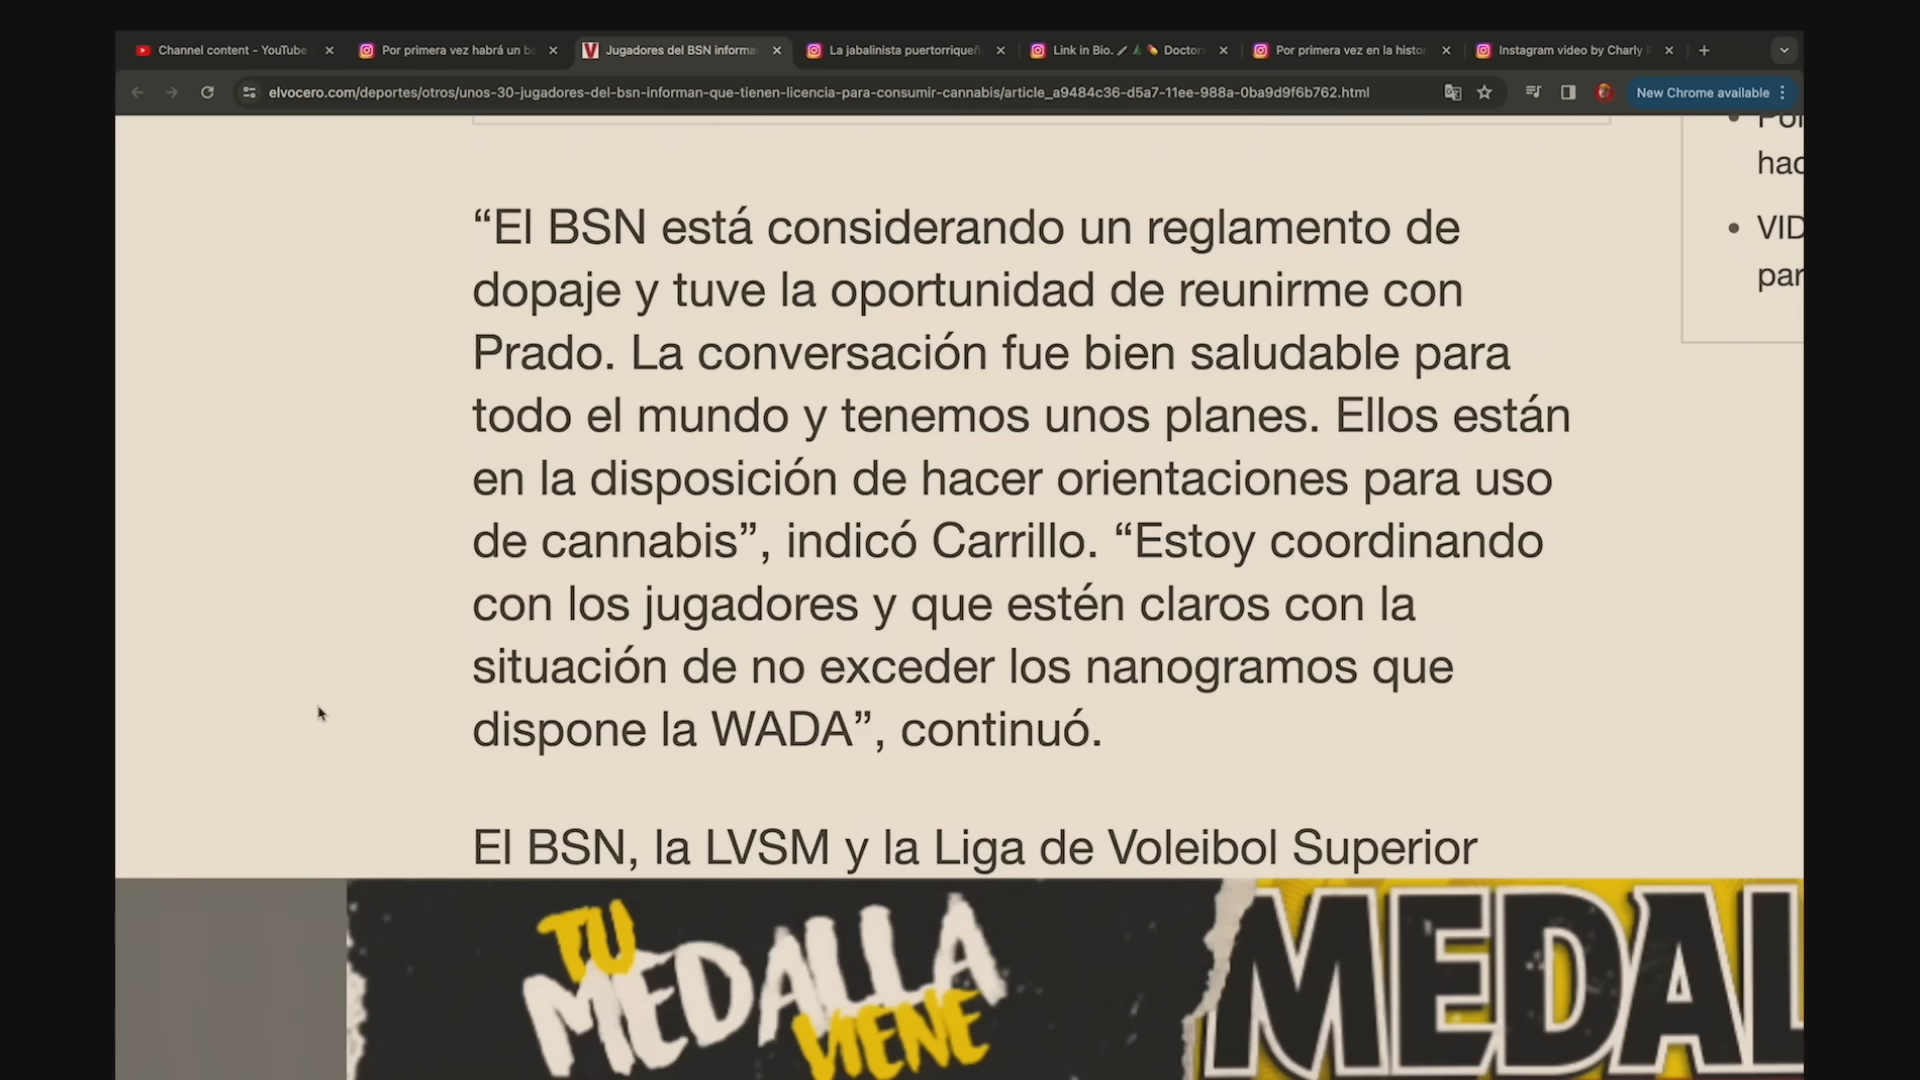 Channel content - YouTube
Por primera vez habrá un b
Jugadores del BSN informa
La jabalinista puertorriqueñ
Link in Bio. Doctor
Por primera vez en la histo
Instagram video by Charly
elvocero.com/deportes/otros/unos-30-jugadores-del-bsn-informan-que-tienen-licencia-para-consumir-cannabis/article_a9484c36-d5a7-11ee-988a-0ba9d9f6b762.html
New Chrome available
“El BSN está considerando un reglamento de
dopaje y tuve la oportunidad de reunirme con
Prado. La conversación fue bien saludable para
todo el mundo y tenemos unos planes. Ellos están
en la disposición de hacer orientaciones para uso
de cannabis”, indicó Carrillo. “Estoy coordinando
con los jugadores y que estén claros con la
situación de no exceder los nanogramos que
dispone la WADA”, continuó.
El BSN, la LVSM y la Liga de Voleibol Superior
Por
hac
VID
par
TU
MEDALLA
VIENE
MEDAL